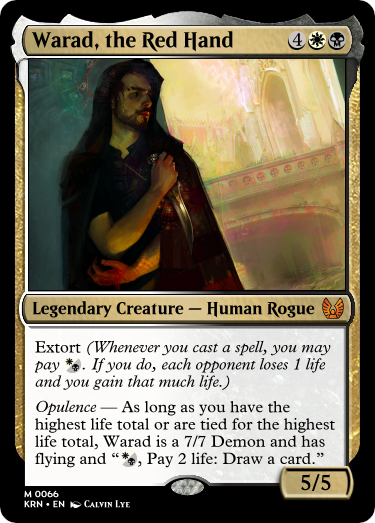 Warad, the Red Hand 4
Legendary Creature — Human Rogue
Extort (Whenever you cast a spell, you may
pay . If you do, each opponent loses 1 life
and you gain that much life.)
Opulence — As long as you have the
highest life total or are tied for the highest
life total, Warad is a 7/7 Demon and has
flying and “, Pay 2 life: Draw a card.”
5/5
M 0066
KRN • EN Calvin Lye